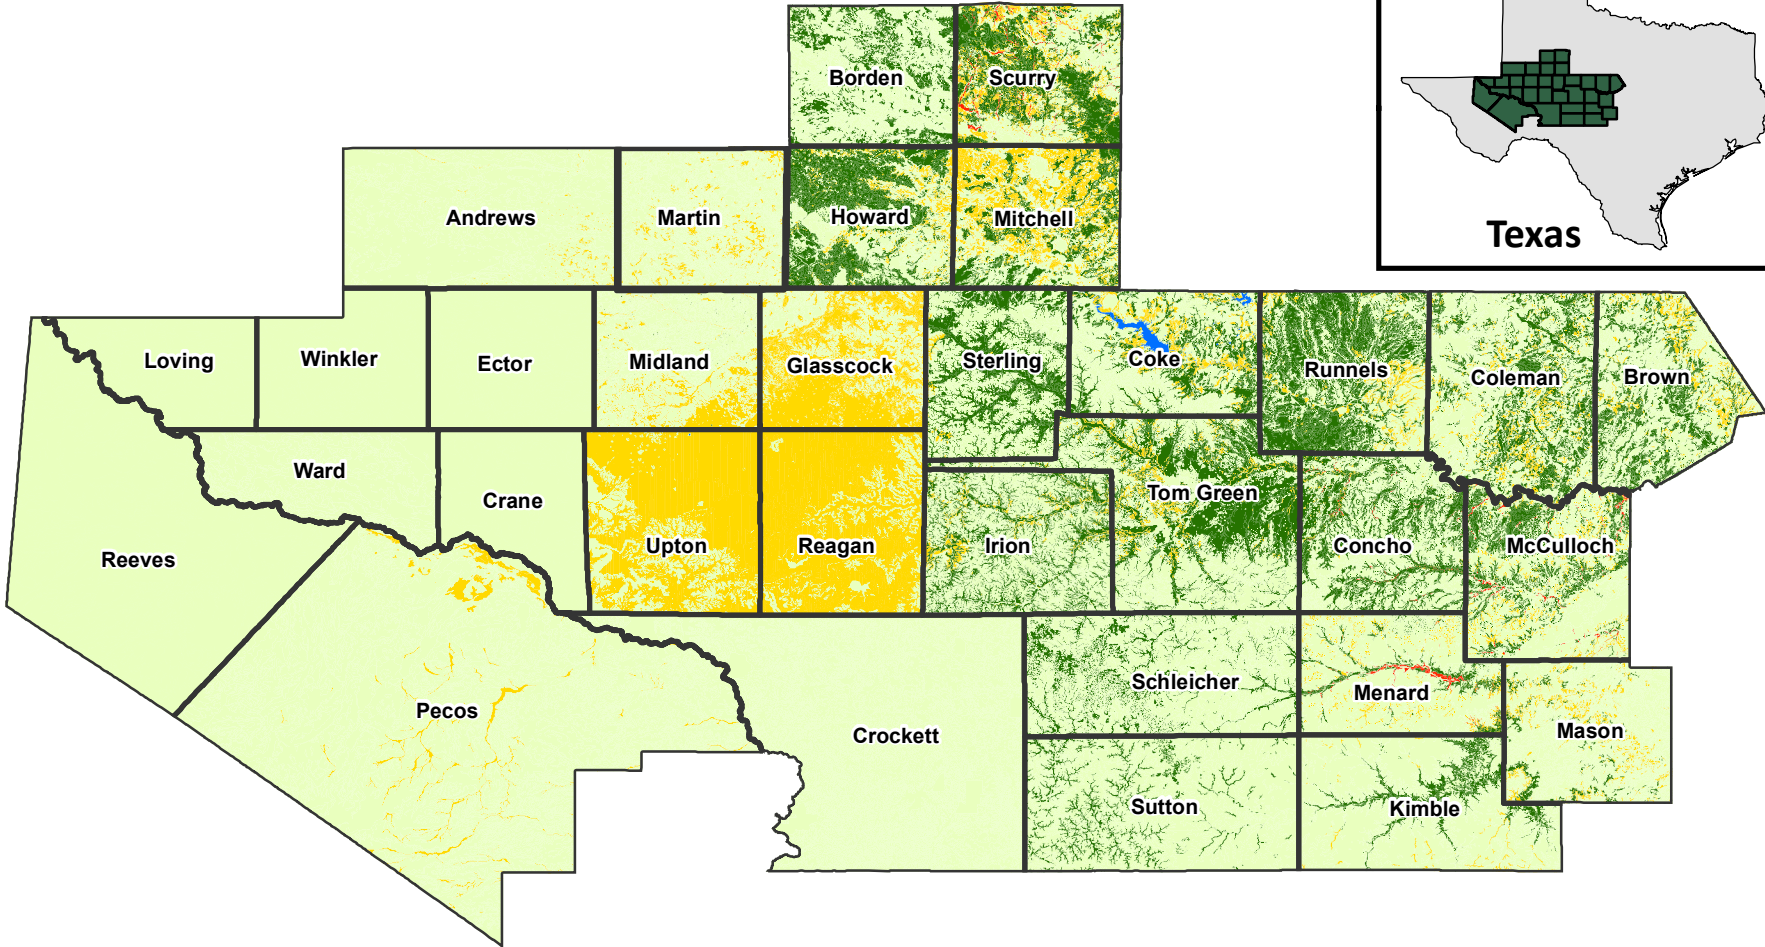 Borden
Scurry
Texas
Andrews
Martin
Howard
Mitchell
Loving
Winkler
Ector
Midland
Glasscock
Sterling
Coke
Runnels
Coleman
Brown
Ward
Crane
Tom Green
Reeves
Upton
Reagan
Irion
Concho
McCulloch
Pecos
Crockett
Schleicher
Menard
Mason
Sutton
Kimble